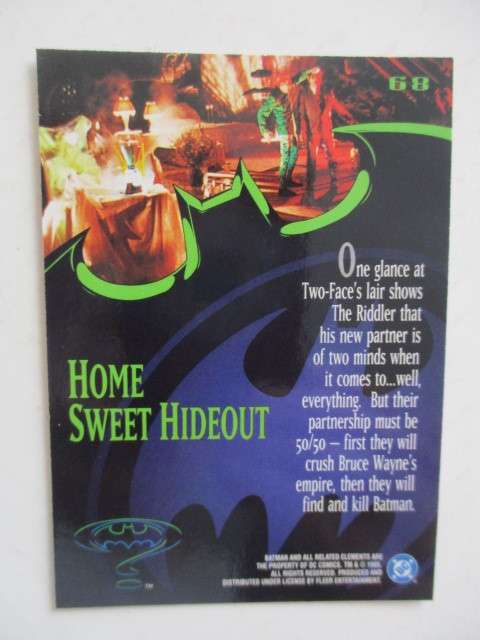 68
One glance at
Two-Face's lair shows
The Riddler that
his new partner is
of two minds when
it comes to...well,
everything. But their
partnership must be
50/50 – first they will
crush Bruce Wayne's
empire, then they will
find and kill Batman.
HOME
SWEET HIDEOUT
TM
BATMAN AND ALL RELATED ELEMENTS ARE
THE PROPERTY OF DC COMICS. TM & © 1995.
ALL RIGHTS RESERVED. PRODUCED AND
DISTRIBUTED UNDER LICENSE BY FLEER ENTERTAINMENT.
DC